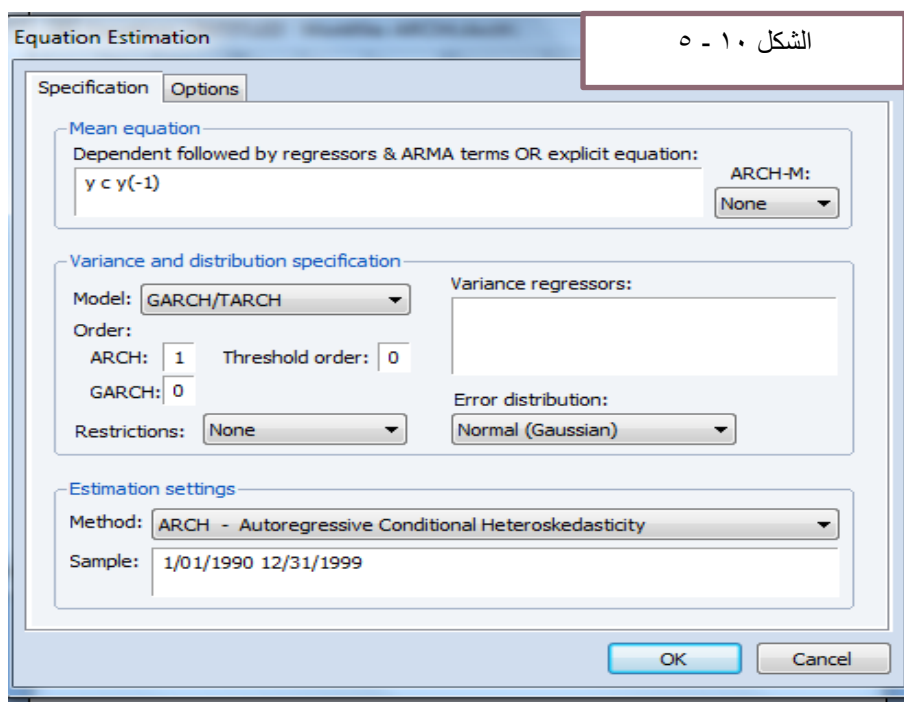 Equation Estimation
الشكل ١٠ - ٥
Specification Options
Mean equation
Dependent followed by regressors & ARMA terms OR explicit equation:
y c y(-1)
ARCH-M:
None
Variance and distribution specification
Model: GARCH/TARCH
Variance regressors:
Order:
ARCH: 1 Threshold order: 0
GARCH: 0
Error distribution:
Restrictions: None
Normal (Gaussian)
Estimation settings
Method: ARCH - Autoregressive Conditional Heteroskedasticity
Sample: 1/01/1990 12/31/1999
OK Cancel